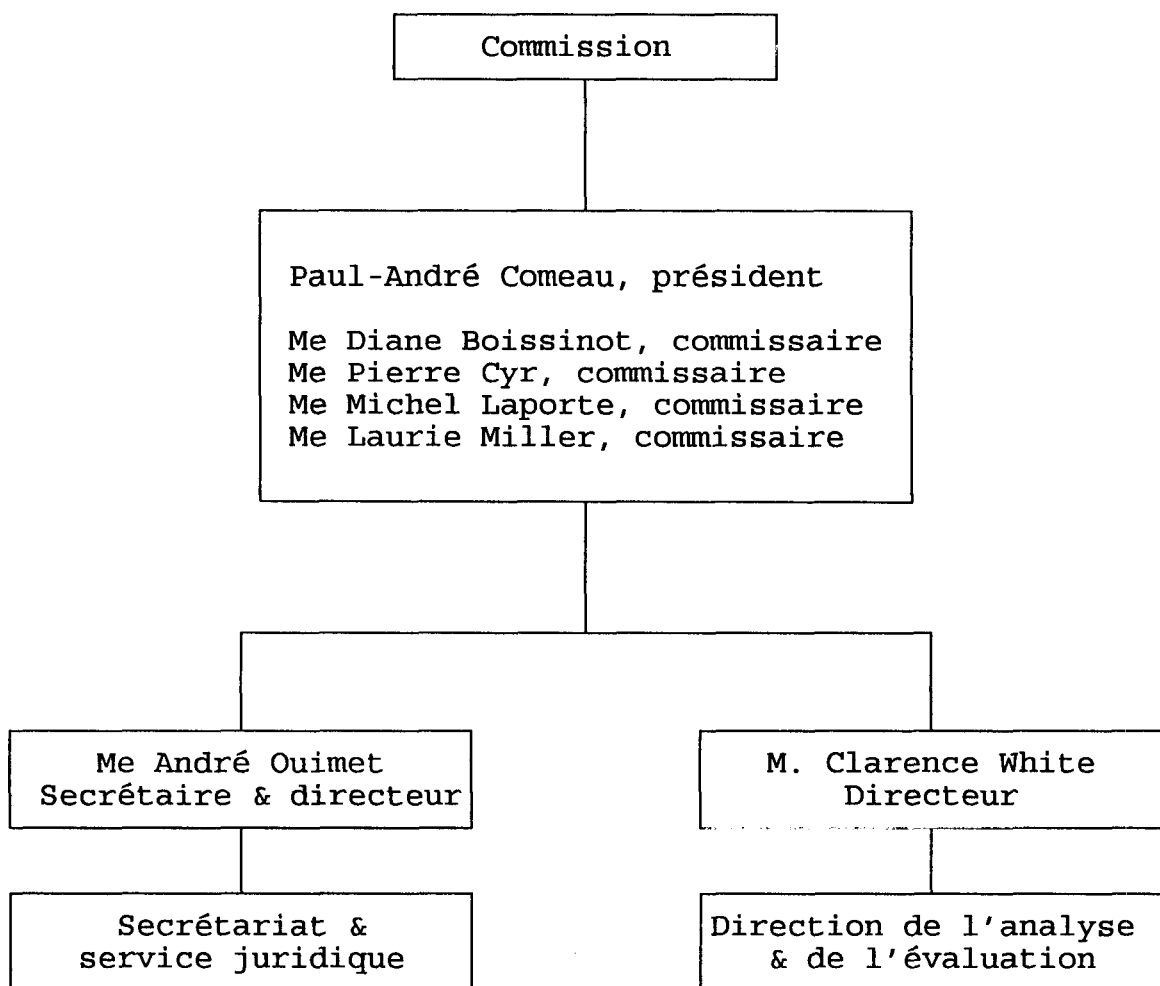 Commission
Paul-André Comeau, président
Me Diane Boissinot, commissaire
Me Pierre Cyr, commissaire
Me Michel Laporte, commissaire
Me Laurie Miller, commissaire
Me André Ouimet
Secrétaire & directeur
M. Clarence White
Directeur
Secrétariat &
service juridique
Direction de l'analyse
& de l'évaluation